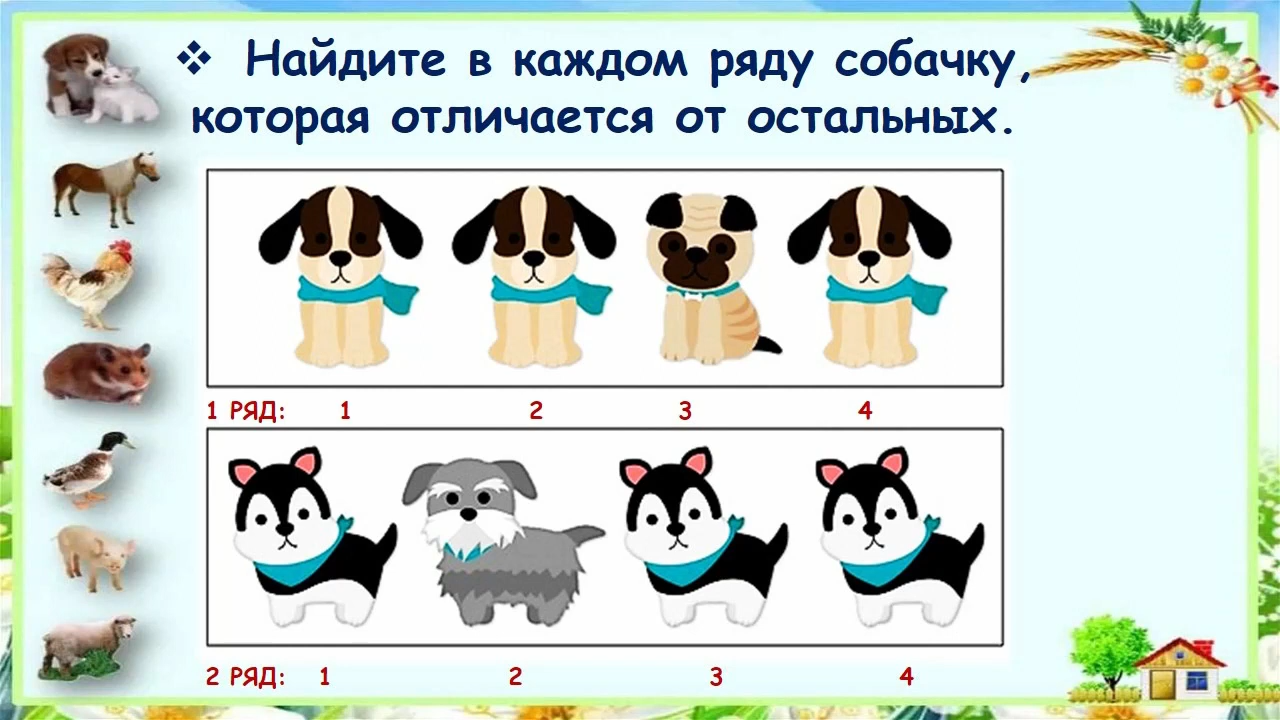 ❖ Найдите в каждом ряду собачку,
которая отличается от остальных.
1 РЯД: 1 2 3 4
2 РЯД: 1 2 3 4